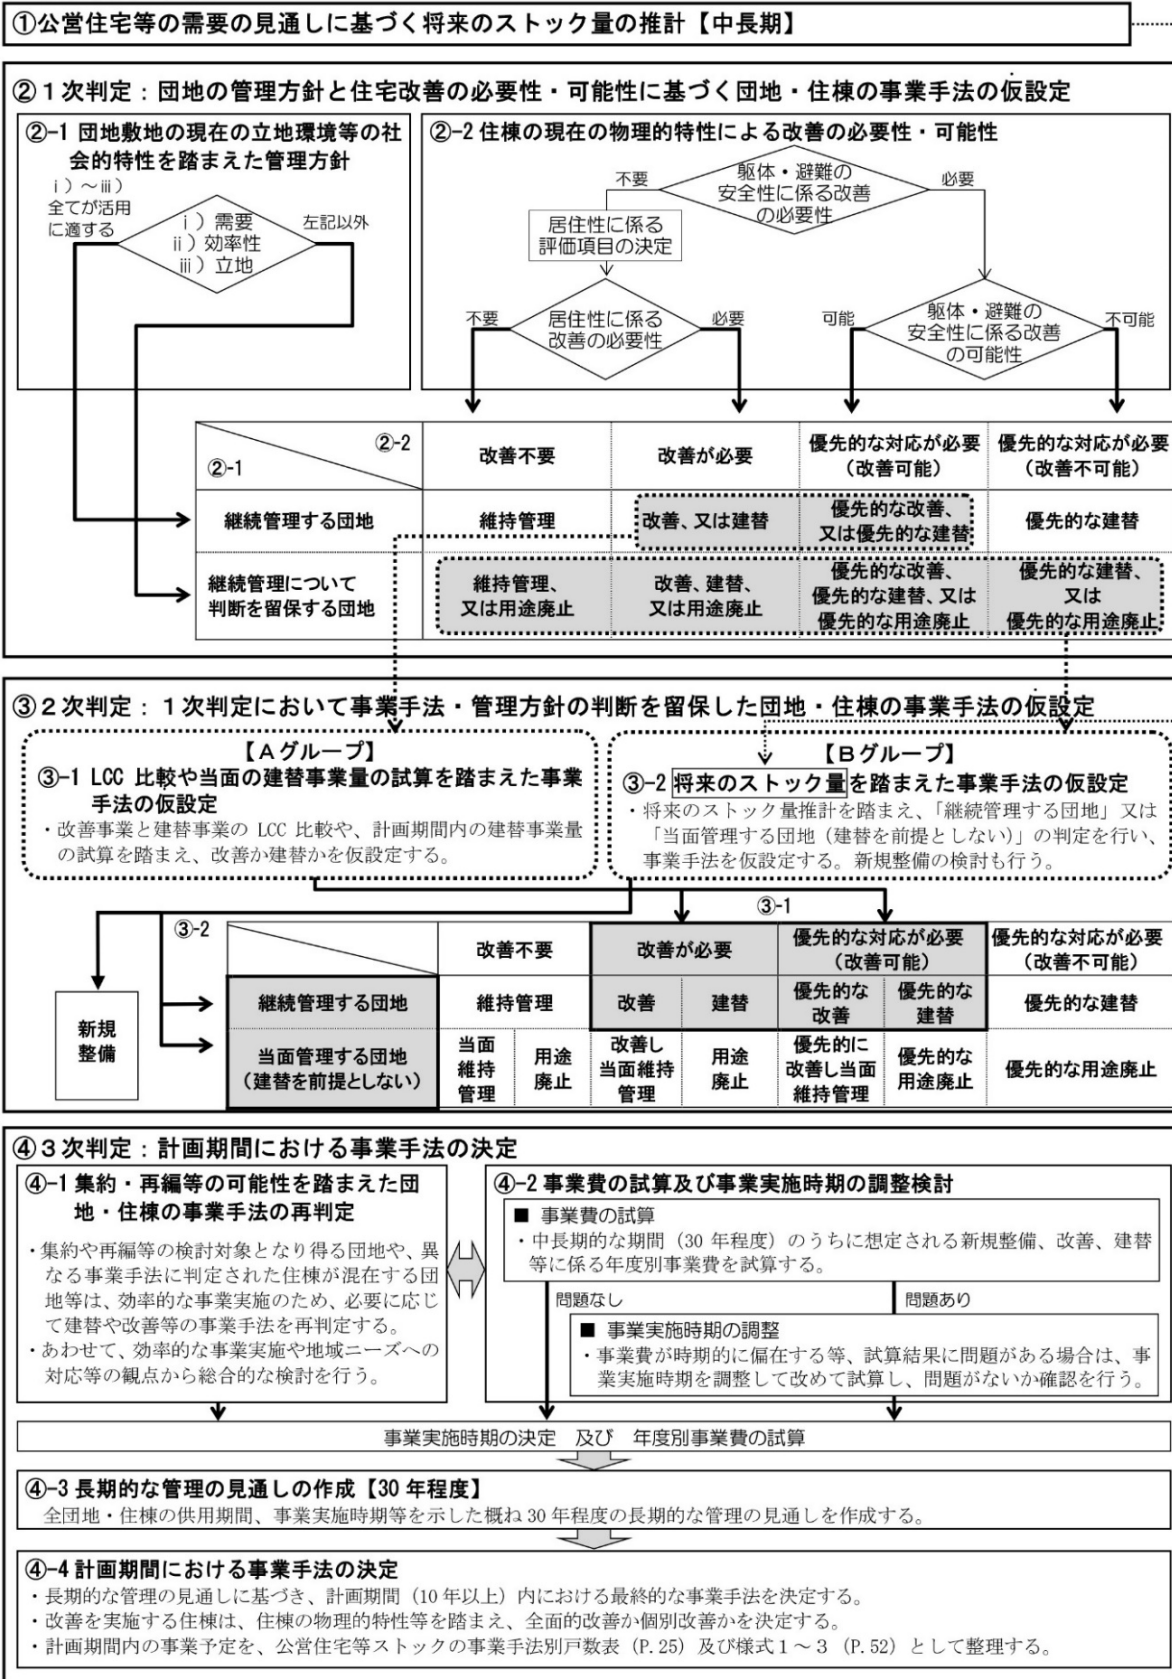 ①公営住宅等の需要の見通しに基づく将来のストック量の推計【中長期】
②１次判定：団地の管理方針と住宅改善の必要性・可能性に基づく団地・住棟の事業手法の仮設定
②-1 団地敷地の現在の立地環境等の社
会的特性を踏まえた管理方針
ⅰ）～ⅲ）
全てが活用
に適する
ⅰ）需要
ⅱ）効率性
ⅲ）立地
左記以外
②-2 住棟の現在の物理的特性による改善の必要性・可能性
不要
躯体・避難の
安全性に係る改善
の必要性
必要
居住性に係る
評価項目の決定
不要
居住性に係る
改善の必要性
必要
可能
躯体・避難の
安全性に係る改善
の可能性
不可能
②-2
②-1
改善不要
改善が必要
優先的な対応が必要
（改善可能）
優先的な対応が必要
（改善不可能）
継続管理する団地
維持管理
改善、又は建替
優先的な改善、
又は優先的な建替
優先的な建替
継続管理について
判断を留保する団地
維持管理、
又は用途廃止
改善、建替、
又は用途廃止
優先的な改善、
優先的な建替、又は
優先的な用途廃止
優先的な建替、
又は
優先的な用途廃止
③２次判定：１次判定において事業手法・管理方針の判断を留保した団地・住棟の事業手法の仮設定
【Ａグループ】
③-1 LCC 比較や当面の建替事業量の試算を踏まえた事業
手法の仮設定
・改善事業と建替事業の LCC 比較や、計画期間内の建替事業量
の試算を踏まえ、改善か建替かを仮設定する。
【Ｂグループ】
③-2 将来のストック量を踏まえた事業手法の仮設定
・将来のストック量推計を踏まえ、「継続管理する団地」又は
「当面管理する団地（建替を前提としない）」の判定を行い、
事業手法を仮設定する。新規整備の検討も行う。
③-1
③-2
改善不要
改善が必要
優先的な対応が必要
（改善可能）
優先的な対応が必要
（改善不可能）
新規
整備
継続管理する団地
維持管理
改善
建替
優先的な
改善
優先的な
建替
優先的な建替
当面管理する団地
（建替を前提としない）
当面
維持
管理
用途
廃止
改善し
当面維持
管理
用途
廃止
優先的に
改善し当面
維持管理
優先的な
用途廃止
優先的な用途廃止
④３次判定：計画期間における事業手法の決定
④-1 集約・再編等の可能性を踏まえた団
地・住棟の事業手法の再判定
・集約や再編等の検討対象となり得る団地や、異
なる事業手法に判定された住棟が混在する団
地等は、効率的な事業実施のため、必要に応じ
て建替や改善等の事業手法を再判定する。
・あわせて、効率的な事業実施や地域ニーズへの
対応等の観点から総合的な検討を行う。
④-2 事業費の試算及び事業実施時期の調整検討
■ 事業費の試算
・中長期的な期間（30 年程度）のうちに想定される新規整備、改善、建替
等に係る年度別事業費を試算する。
問題なし
問題あり
■ 事業実施時期の調整
・事業費が時期的に偏在する等、試算結果に問題がある場合は、事
業実施時期を調整して改めて試算し、問題がないか確認を行う。
事業実施時期の決定 及び 年度別事業費の試算
④-3 長期的な管理の見通しの作成【30 年程度】
全団地・住棟の供用期間、事業実施時期等を示した概ね 30 年程度の長期的な管理の見通しを作成する。
④-4 計画期間における事業手法の決定
・長期的な管理の見通しに基づき、計画期間（10 年以上）内における最終的な事業手法を決定する。
・改善を実施する住棟は、住棟の物理的特性等を踏まえ、全面的改善か個別改善かを決定する。
・計画期間内の事業予定を、公営住宅等ストックの事業手法別戸数表（P.25）及び様式１～３（P.52）として整理する。